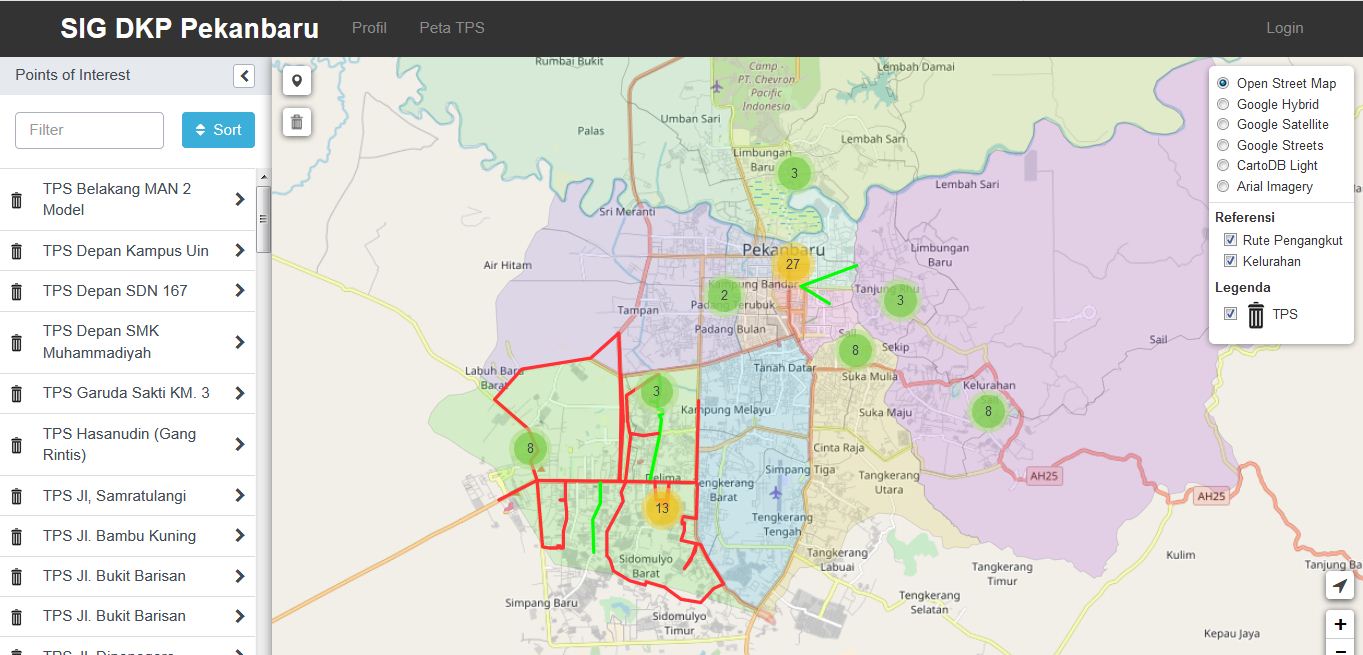 SIG DKP Pekanbaru
Profil
Peta TPS
Login
Points of Interest
Filter
Sort
TPS Belakang MAN 2
Model
TPS Depan Kampus Uin
TPS Depan SDN 167
TPS Depan SMK
Muhammadiyah
TPS Garuda Sakti KM. 3
TPS Hasanudin (Gang
Rintis)
TPS Jl, Samratulangi
TPS Jl. Bambu Kuning
TPS Jl. Bukit Barisan
TPS Jl. Bukit Barisan
Rumbai Bukit
Camp -
PT. Chevron
Pacific
Indonesia
Lembah Damai
Umban Sari
Palas
Lembah Sari
Limbungan
Baru
3
Lembah Sari
Sri Meranti
Pekanbaru
Limbungan
Baru
Air Hitam
27
Kampung Bandar
2
Padang Terubuk
Tanjung Rhu
3
Tampan
Padang Bulan
Sail
8
Sekip
Sail
Labuh Baru
Barat
Tanah Datar
Suka Mulia
Kelurahan
3
Kampung Melayu
Suka Maju
8
8
Cinta Raja
Delima
Simpang Tiga
Tangkerang
Barat
Tangkerang
Utara
AH25
AH25
13
Tengkerang
Tengah
Sidomulyo
Barat
Tangkerang
Labuai
Tangkerang
Timur
Kulim
Simpang Baru
Tengkerang
Selatan
Sidomulyo
Timur
Kepau Jaya
Open Street Map
Google Hybrid
Google Satellite
Google Streets
CartoDB Light
Arial Imagery
Referensi
Rute Pengangkut
Kelurahan
Legenda
TPS
+